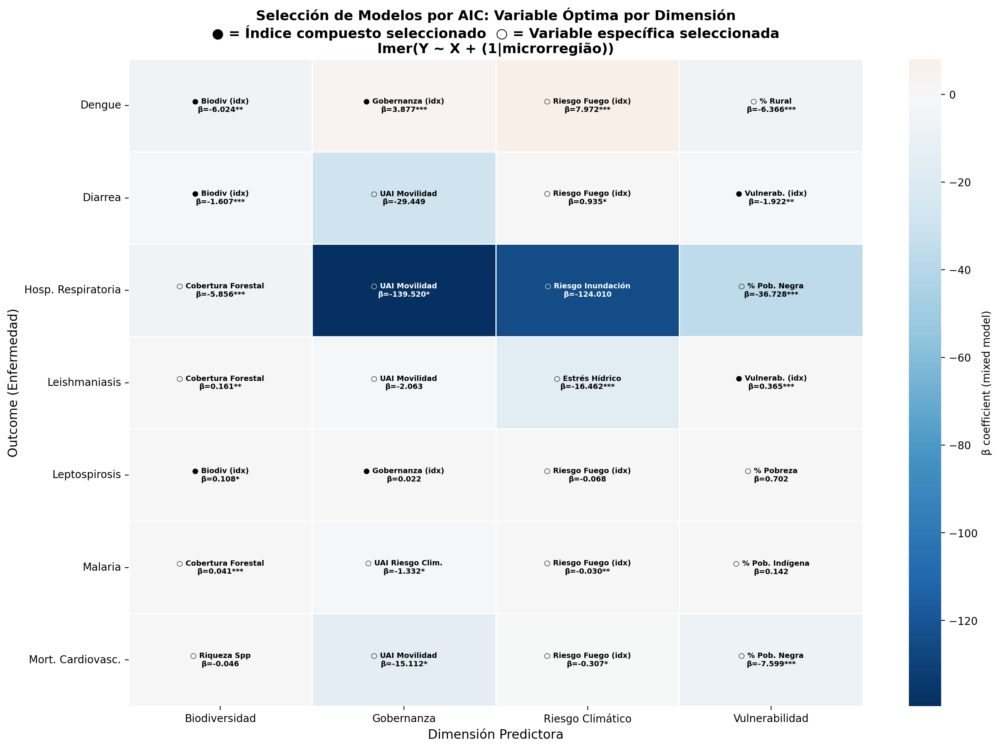 Selección de Modelos por AIC: Variable Óptima por Dimensión
● = Índice compuesto seleccionado ○ = Variable específica seleccionada
lmer(Y ~ X + (1|microrregião))
Dengue
● Biodiv (idx)
β=-6.024**
● Gobernanza (idx)
β=3.877***
○ Riesgo Fuego (idx)
β=7.972***
○ % Rural
β=-6.366***
Diarrea
● Biodiv (idx)
β=-1.607***
○ UAI Movilidad
β=-29.449
○ Riesgo Fuego (idx)
β=0.935*
● Vulnerab. (idx)
β=-1.922**
Hosp. Respiratoria
○ Cobertura Forestal
β=-5.856***
○ UAI Movilidad
β=-139.520*
○ Riesgo Inundación
β=-124.010
○ % Pob. Negra
β=-36.728***
Leishmaniasis
○ Cobertura Forestal
β=0.161**
○ UAI Movilidad
β=-2.063
○ Estrés Hídrico
β=-16.462***
● Vulnerab. (idx)
β=0.365***
Leptospirosis
● Biodiv (idx)
β=0.108*
● Gobernanza (idx)
β=0.022
○ Riesgo Fuego (idx)
β=-0.068
○ % Pobreza
β=0.702
Malaria
○ Cobertura Forestal
β=0.041***
○ UAI Riesgo Clim.
β=-1.332*
○ Riesgo Fuego (idx)
β=-0.030**
○ % Pob. Indígena
β=0.142
Mort. Cardiovasc.
○ Riqueza Spp
β=-0.046
○ UAI Movilidad
β=-15.112*
○ Riesgo Fuego (idx)
β=-0.307*
○ % Pob. Negra
β=-7.599***
Biodiversidad
Gobernanza
Riesgo Climático
Vulnerabilidad
Dimensión Predictora
Outcome (Enfermedad)
0
−20
−40
−60
−80
−100
−120
β coefficient (mixed model)